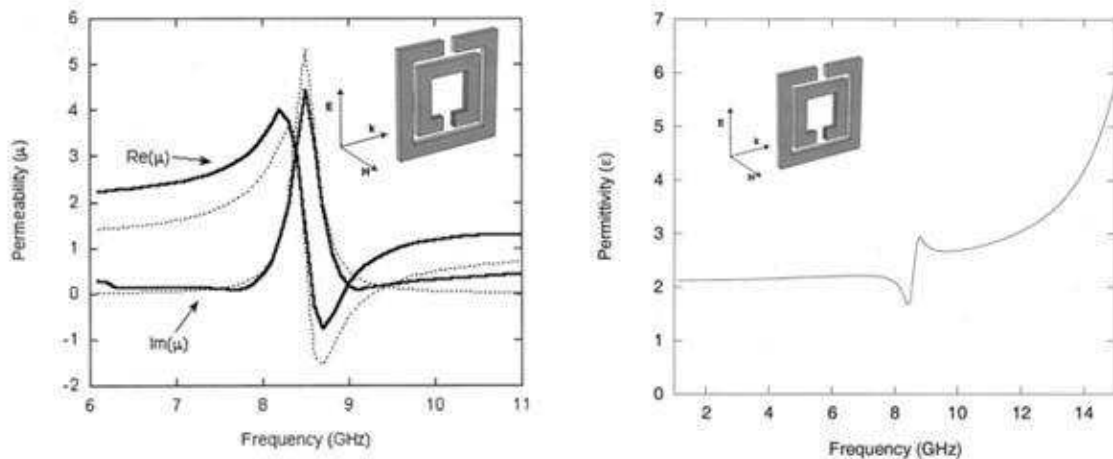 6
5
4
3
2
1
0
-1
-2
Permeability (μ)
Re(μ)
Im(μ)
E
k
H
6
7
8
9
10
11
Frequency (GHz)
7
6
5
4
3
2
1
0
Permittivity (ε)
E
k
H
2
4
6
8
10
12
14
Frequency (GHz)